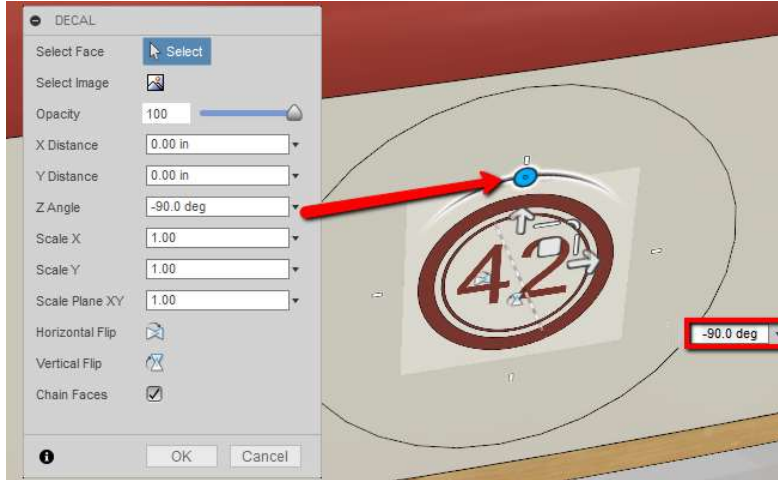 DECAL
Select Face Select
Select Image
Opacity 100
X Distance 0.00 in
Y Distance 0.00 in
Z Angle -90.0 deg
Scale X 1.00
Scale Y 1.00
Scale Plane XY 1.00
Horizontal Flip
Vertical Flip
Chain Faces
OK Cancel
42
-90.0 deg